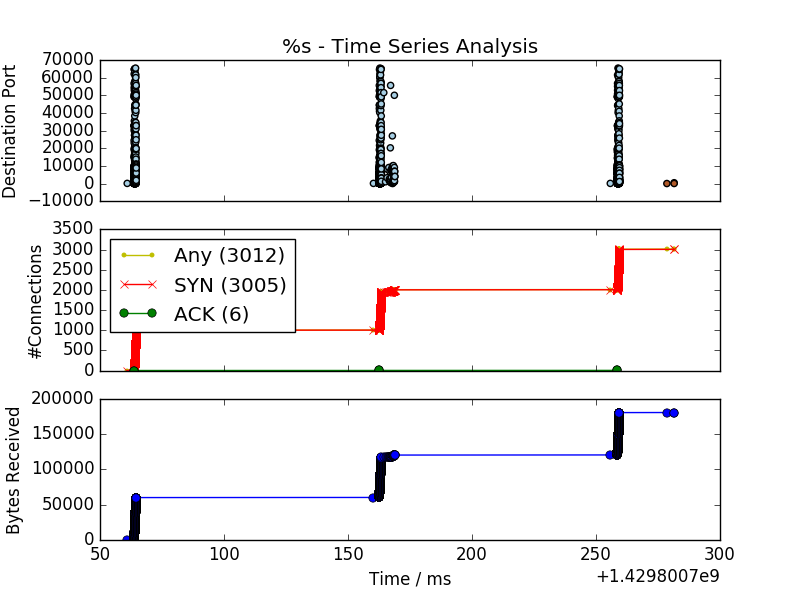 %s - Time Series Analysis
Destination Port
70000
60000
50000
40000
30000
20000
10000
0
−10000
#Connections
3500
3000
2500
2000
1500
1000
500
0
Any (3012)
SYN (3005)
ACK (6)
Bytes Received
200000
150000
100000
50000
0
50 100 150 200 250 300
Time / ms
+1.4298007e9